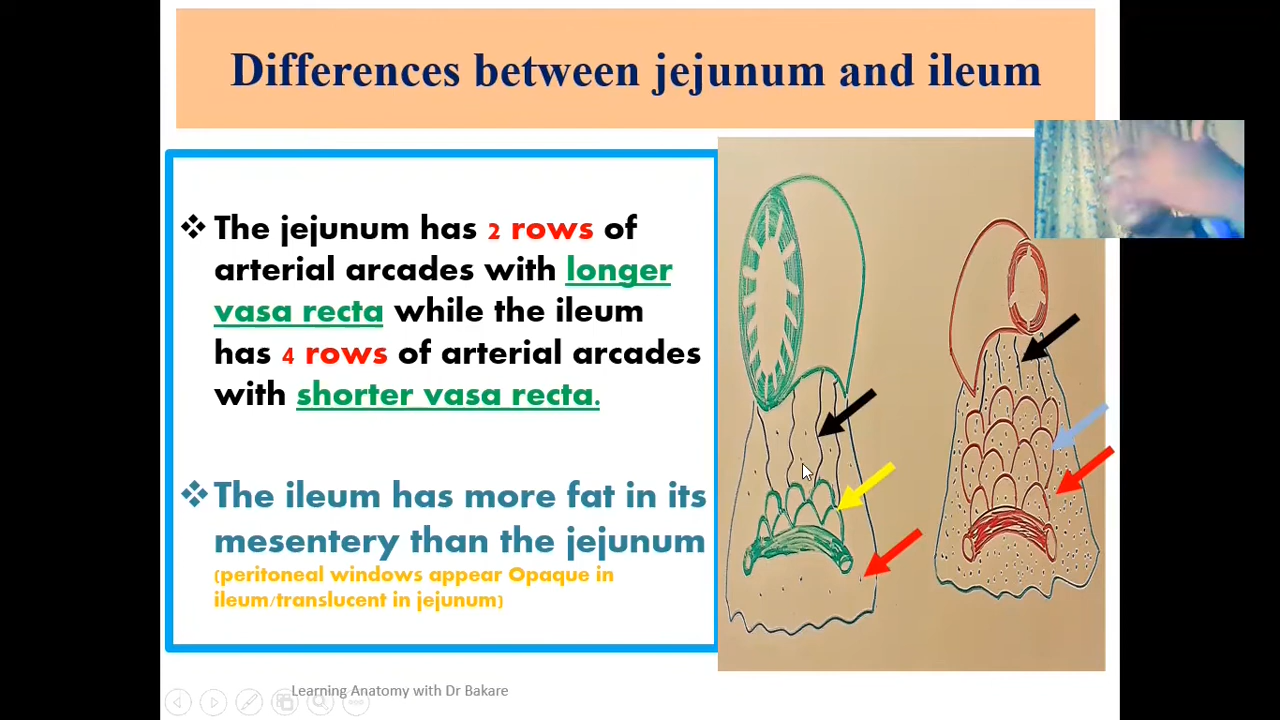 Differences between jejunum and ileum
❖ The jejunum has 2 rows of
arterial arcades with longer
vasa recta while the ileum
has 4 rows of arterial arcades
with shorter vasa recta.
❖ The ileum has more fat in its
mesentery than the jejunum
(peritoneal windows appear Opaque in
ileum/translucent in jejunum)
Learning Anatomy with Dr Bakare